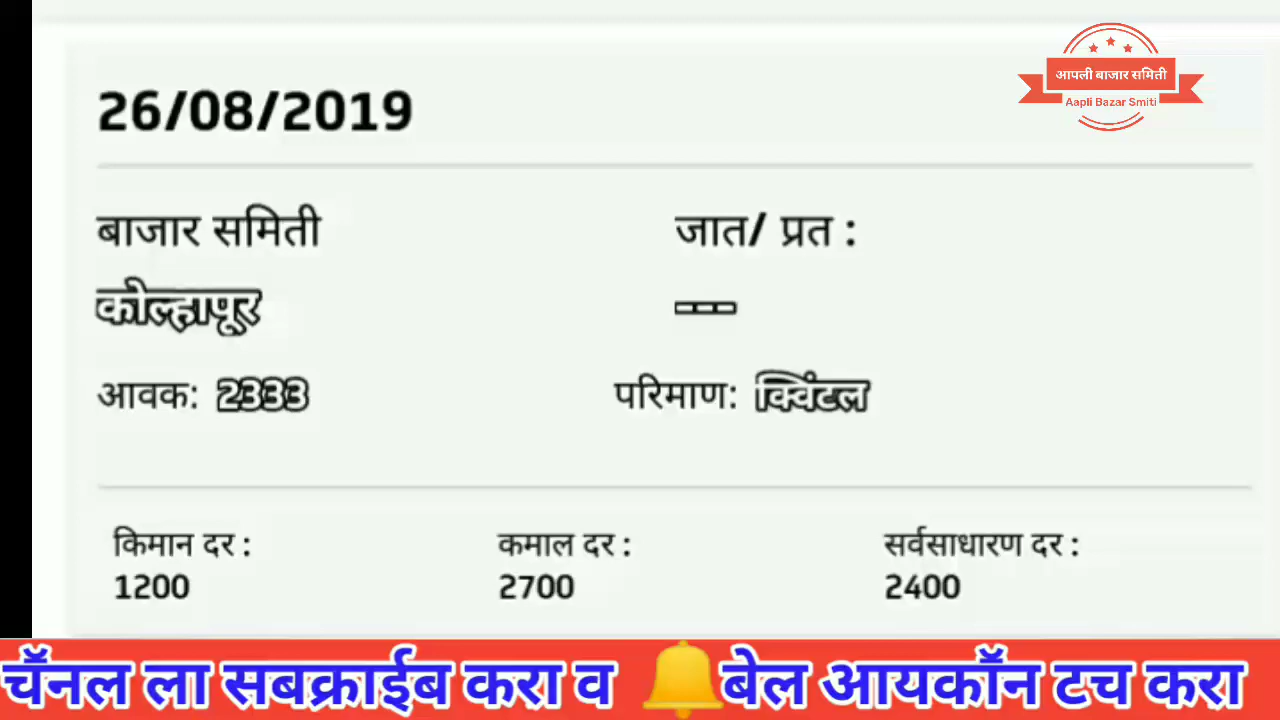 26/08/2019
आपली बाजार समिती
Aapli Bazar Smiti
बाजार समिती
जात/ प्रत :
कोल्हापूर
---
आवक: 2333
परिमाण: क्विंटल
किमान दर :
कमाल दर :
सर्वसाधारण दर :
1200
2700
2400
चॅनल ला सबक्राईब करा व 🔔बेल आयकॉन टच करा